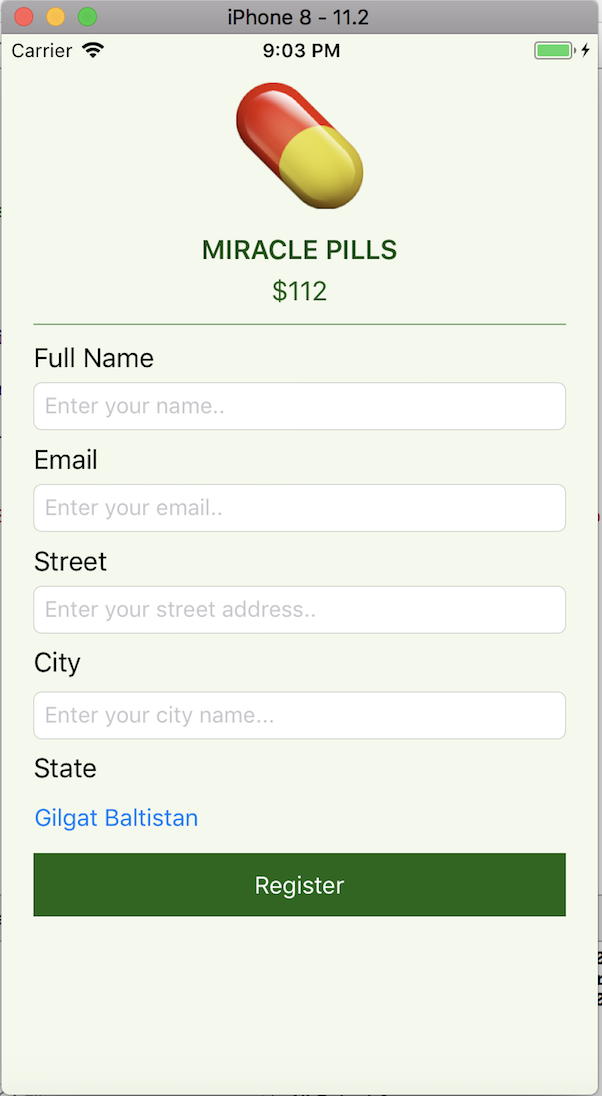 iPhone 8 - 11.2
Carrier 9:03 PM
MIRACLE PILLS
$112
Full Name
Enter your name..
Email
Enter your email..
Street
Enter your street address..
City
Enter your city name...
State
Gilgat Baltistan
Register